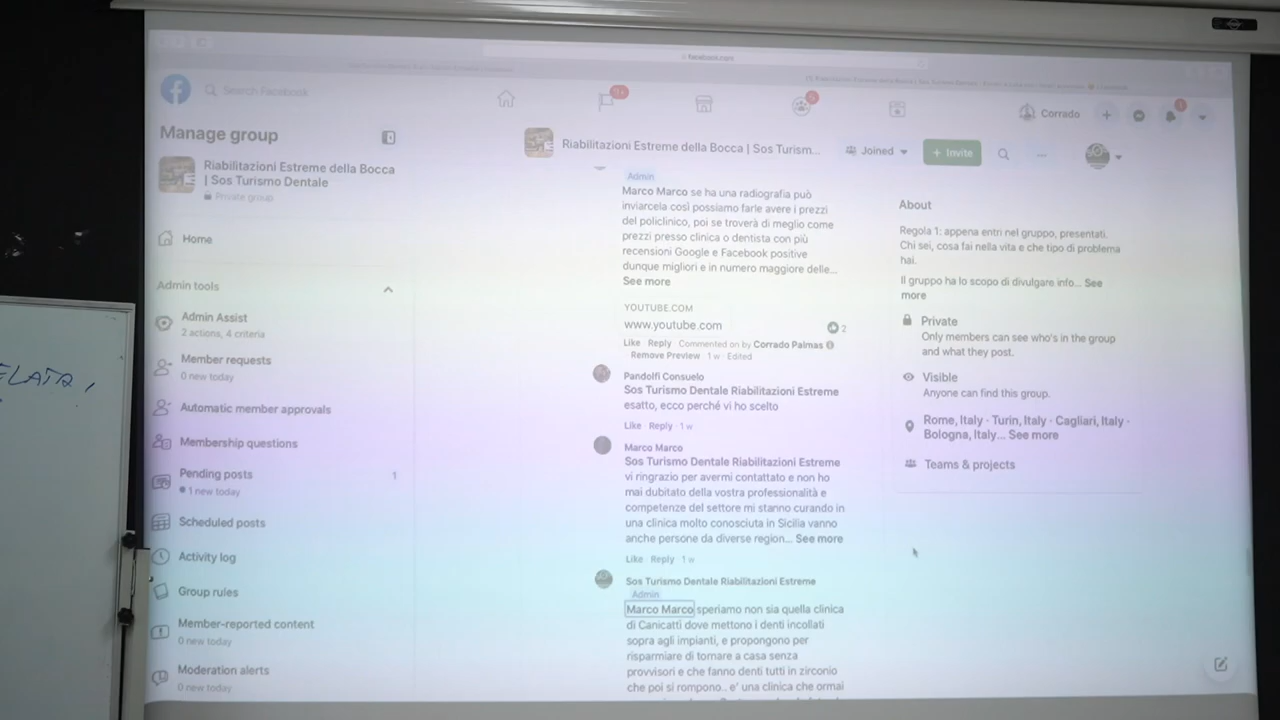 facebook.com
Search Facebook
Corrado
Manage group
Riabilitazioni Estreme della Bocca
| Sos Turismo Dentale
Private group
Home
Admin tools
Admin Assist
2 actions, 4 criteria
Member requests
0 new today
Automatic member approvals
Membership questions
Pending posts
1
1 new today
Scheduled posts
Activity log
Group rules
Member-reported content
0 new today
Moderation alerts
0 new today
Riabilitazioni Estreme della Bocca | Sos Turism...
Joined
+ Invite
Admin
Marco Marco se ha una radiografia può
inviarcela così possiamo farle avere i prezzi
del policlinico, poi se troverà di meglio come
prezzi presso clinica o dentista con più
recensioni Google e Facebook positive
dunque migliori e in numero maggiore delle...
See more
YOUTUBE.COM
www.youtube.com
2
Like · Reply · Commented on by Corrado Palmas
Remove Preview · 1 w · Edited
Pandolfi Consuelo
Sos Turismo Dentale Riabilitazioni Estreme
esatto, ecco perché vi ho scelto
Like · Reply · 1 w
Marco Marco
Sos Turismo Dentale Riabilitazioni Estreme
vi ringrazio per avermi contattato e non ho
mai dubitato della vostra professionalità e
competenze del settore mi stanno curando in
una clinica molto conosciuta in Sicilia vanno
anche persone da diverse region... See more
Like · Reply · 1 w
Sos Turismo Dentale Riabilitazioni Estreme
Admin
Marco Marco speriamo non sia quella clinica
di Canicattì dove mettono i denti incollati
sopra agli impianti, e propongono per
risparmiare di tornare a casa senza
provvisori e che fanno denti tutti in zirconio
che poi si rompono.. e' una clinica che ormai
About
Regola 1: appena entri nel gruppo, presentati.
Chi sei, cosa fai nella vita e che tipo di problema
hai.
Il gruppo ha lo scopo di divulgare info... See
more
Private
Only members can see who's in the group
and what they post.
Visible
Anyone can find this group.
Rome, Italy · Turin, Italy · Cagliari, Italy ·
Bologna, Italy... See more
Teams & projects